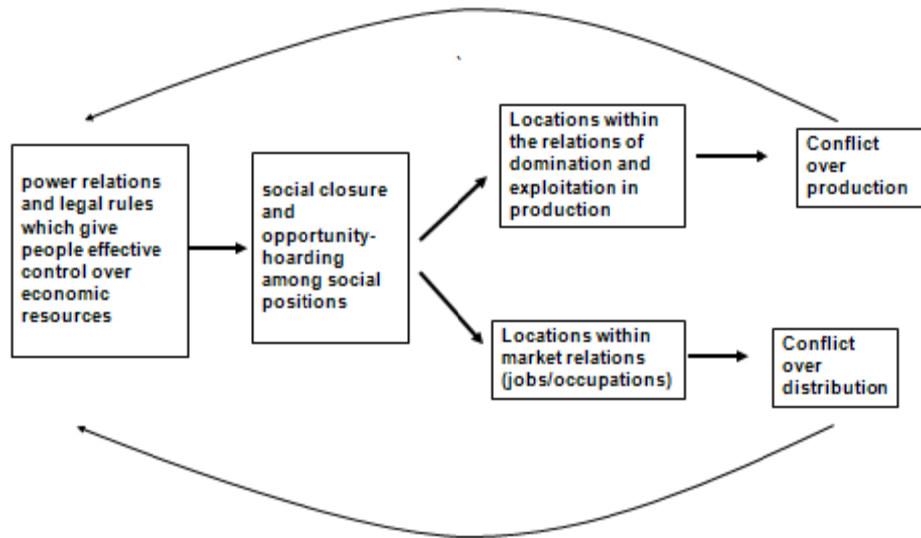 power relations
and legal rules
which give
people effective
control over
economic
resources
social closure
and
opportunity-
hoarding
among social
positions
Locations within
the relations of
domination and
exploitation in
production
Conflict
over
production
Locations within
market relations
(jobs/occupations)
Conflict
over
distribution